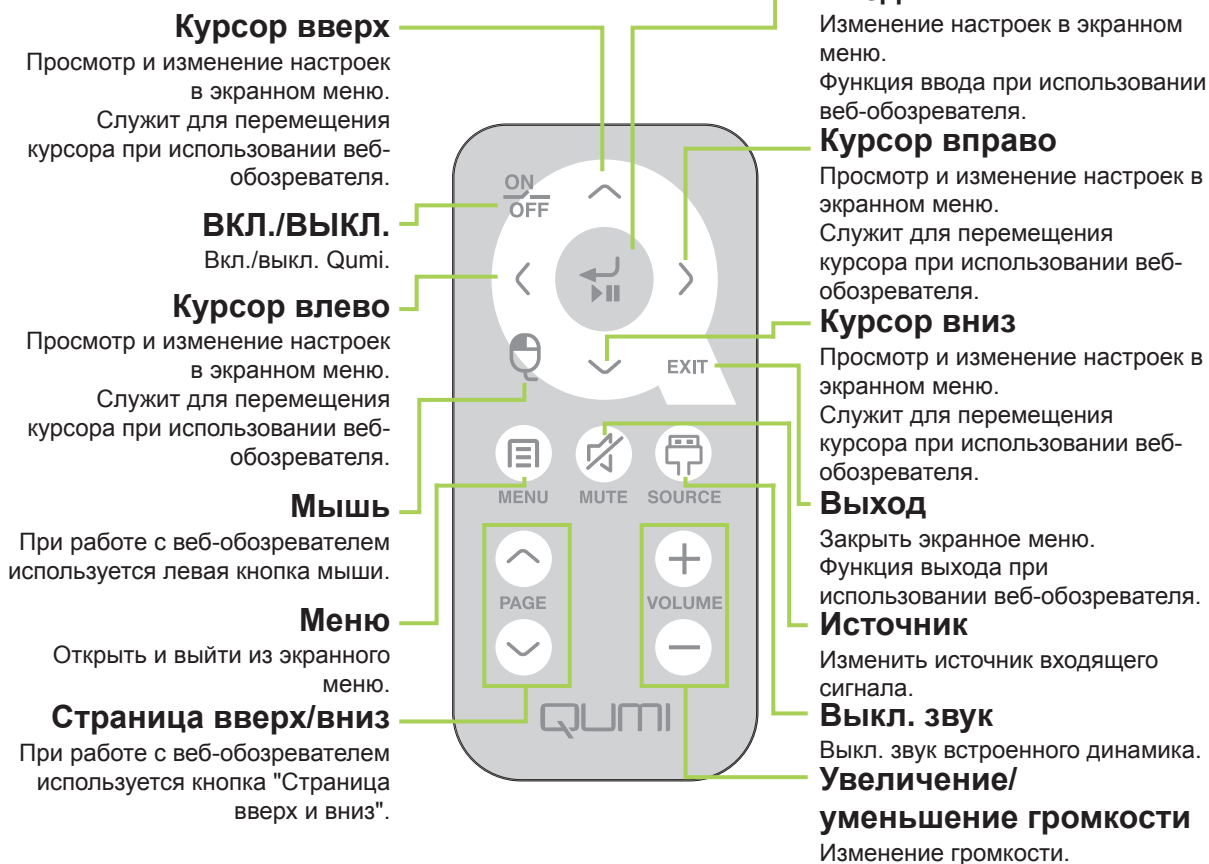 Курсор вверх
Просмотр и изменение настроек
в экранном меню.
Служит для перемещения
курсора при использовании веб-
обозревателя.
ВКЛ./ВЫКЛ.
Вкл./выкл. Qumi.
Курсор влево
Просмотр и изменение настроек
в экранном меню.
Служит для перемещения
курсора при использовании веб-
обозревателя.
Мышь
При работе с веб-обозревателем
используется левая кнопка мыши.
Меню
Открыть и выйти из экранного
меню.
Страница вверх/вниз
При работе с веб-обозревателем
используется кнопка "Страница
вверх и вниз".
ON
OFF
EXIT
MENU MUTE SOURCE
PAGE VOLUME
QUMI
Изменение настроек в экранном
меню.
Функция ввода при использовании
веб-обозревателя.
Курсор вправо
Просмотр и изменение настроек в
экранном меню.
Служит для перемещения
курсора при использовании веб-
обозревателя.
Курсор вниз
Просмотр и изменение настроек в
экранном меню.
Служит для перемещения
курсора при использовании веб-
обозревателя.
Выход
Закрыть экранное меню.
Функция выхода при
использовании веб-обозревателя.
Источник
Изменить источник входящего
сигнала.
Выкл. звук
Выкл. звук встроенного динамика.
Увеличение/
уменьшение громкости
Изменение громкости.